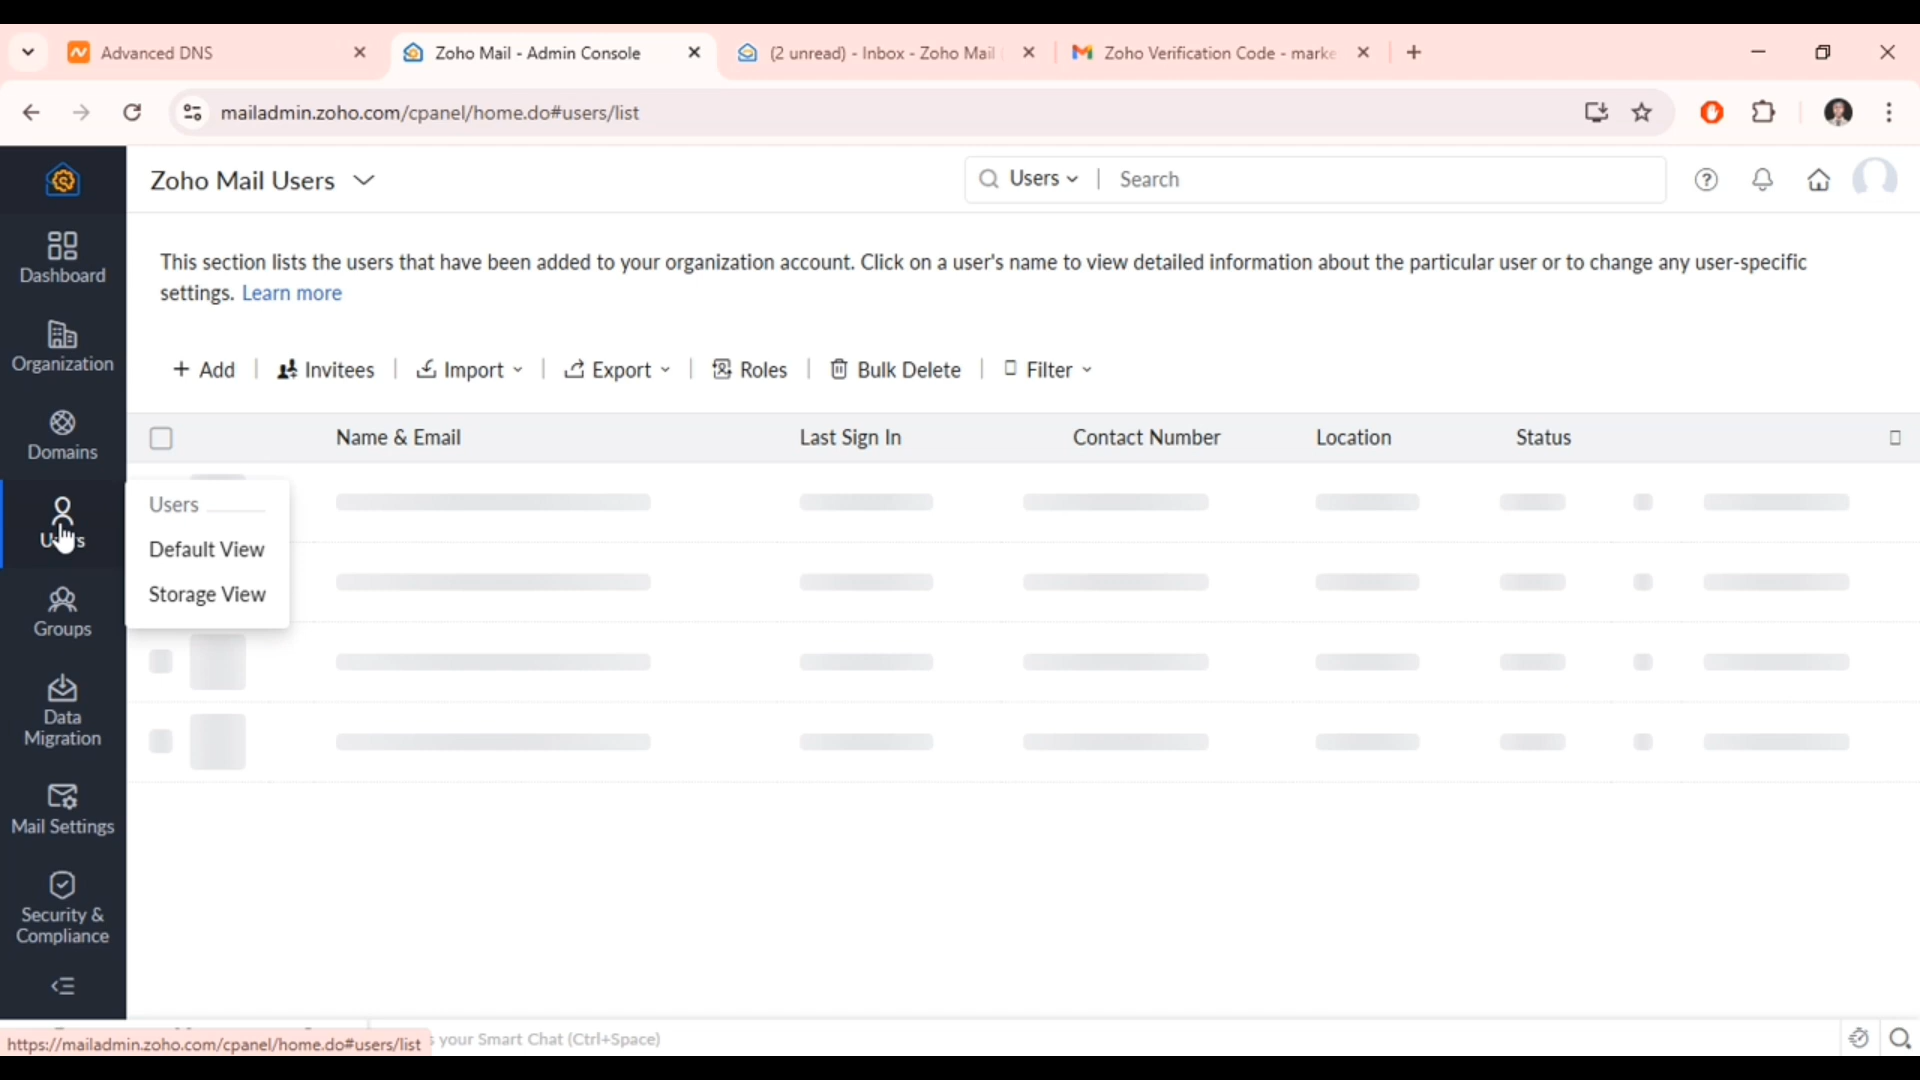 Advanced DNS
Zoho Mail - Admin Console
(2 unread) - Inbox - Zoho Mail
Zoho Verification Code - marke
mailadmin.zoho.com/cpanel/home.do#users/list
Zoho Mail Users
Users
Search
This section lists the users that have been added to your organization account. Click on a user's name to view detailed information about the particular user or to change any user-specific
settings. Learn more
Add
Invitees
Import
Export
Roles
Bulk Delete
Filter
Name & Email
Last Sign In
Contact Number
Location
Status
Dashboard
Organization
Domains
Users
Groups
Data
Migration
Mail Settings
Security &
Compliance
Users
Default View
Storage View
https://mailadmin.zoho.com/cpanel/home.do#users/list
your Smart Chat (Ctrl+Space)